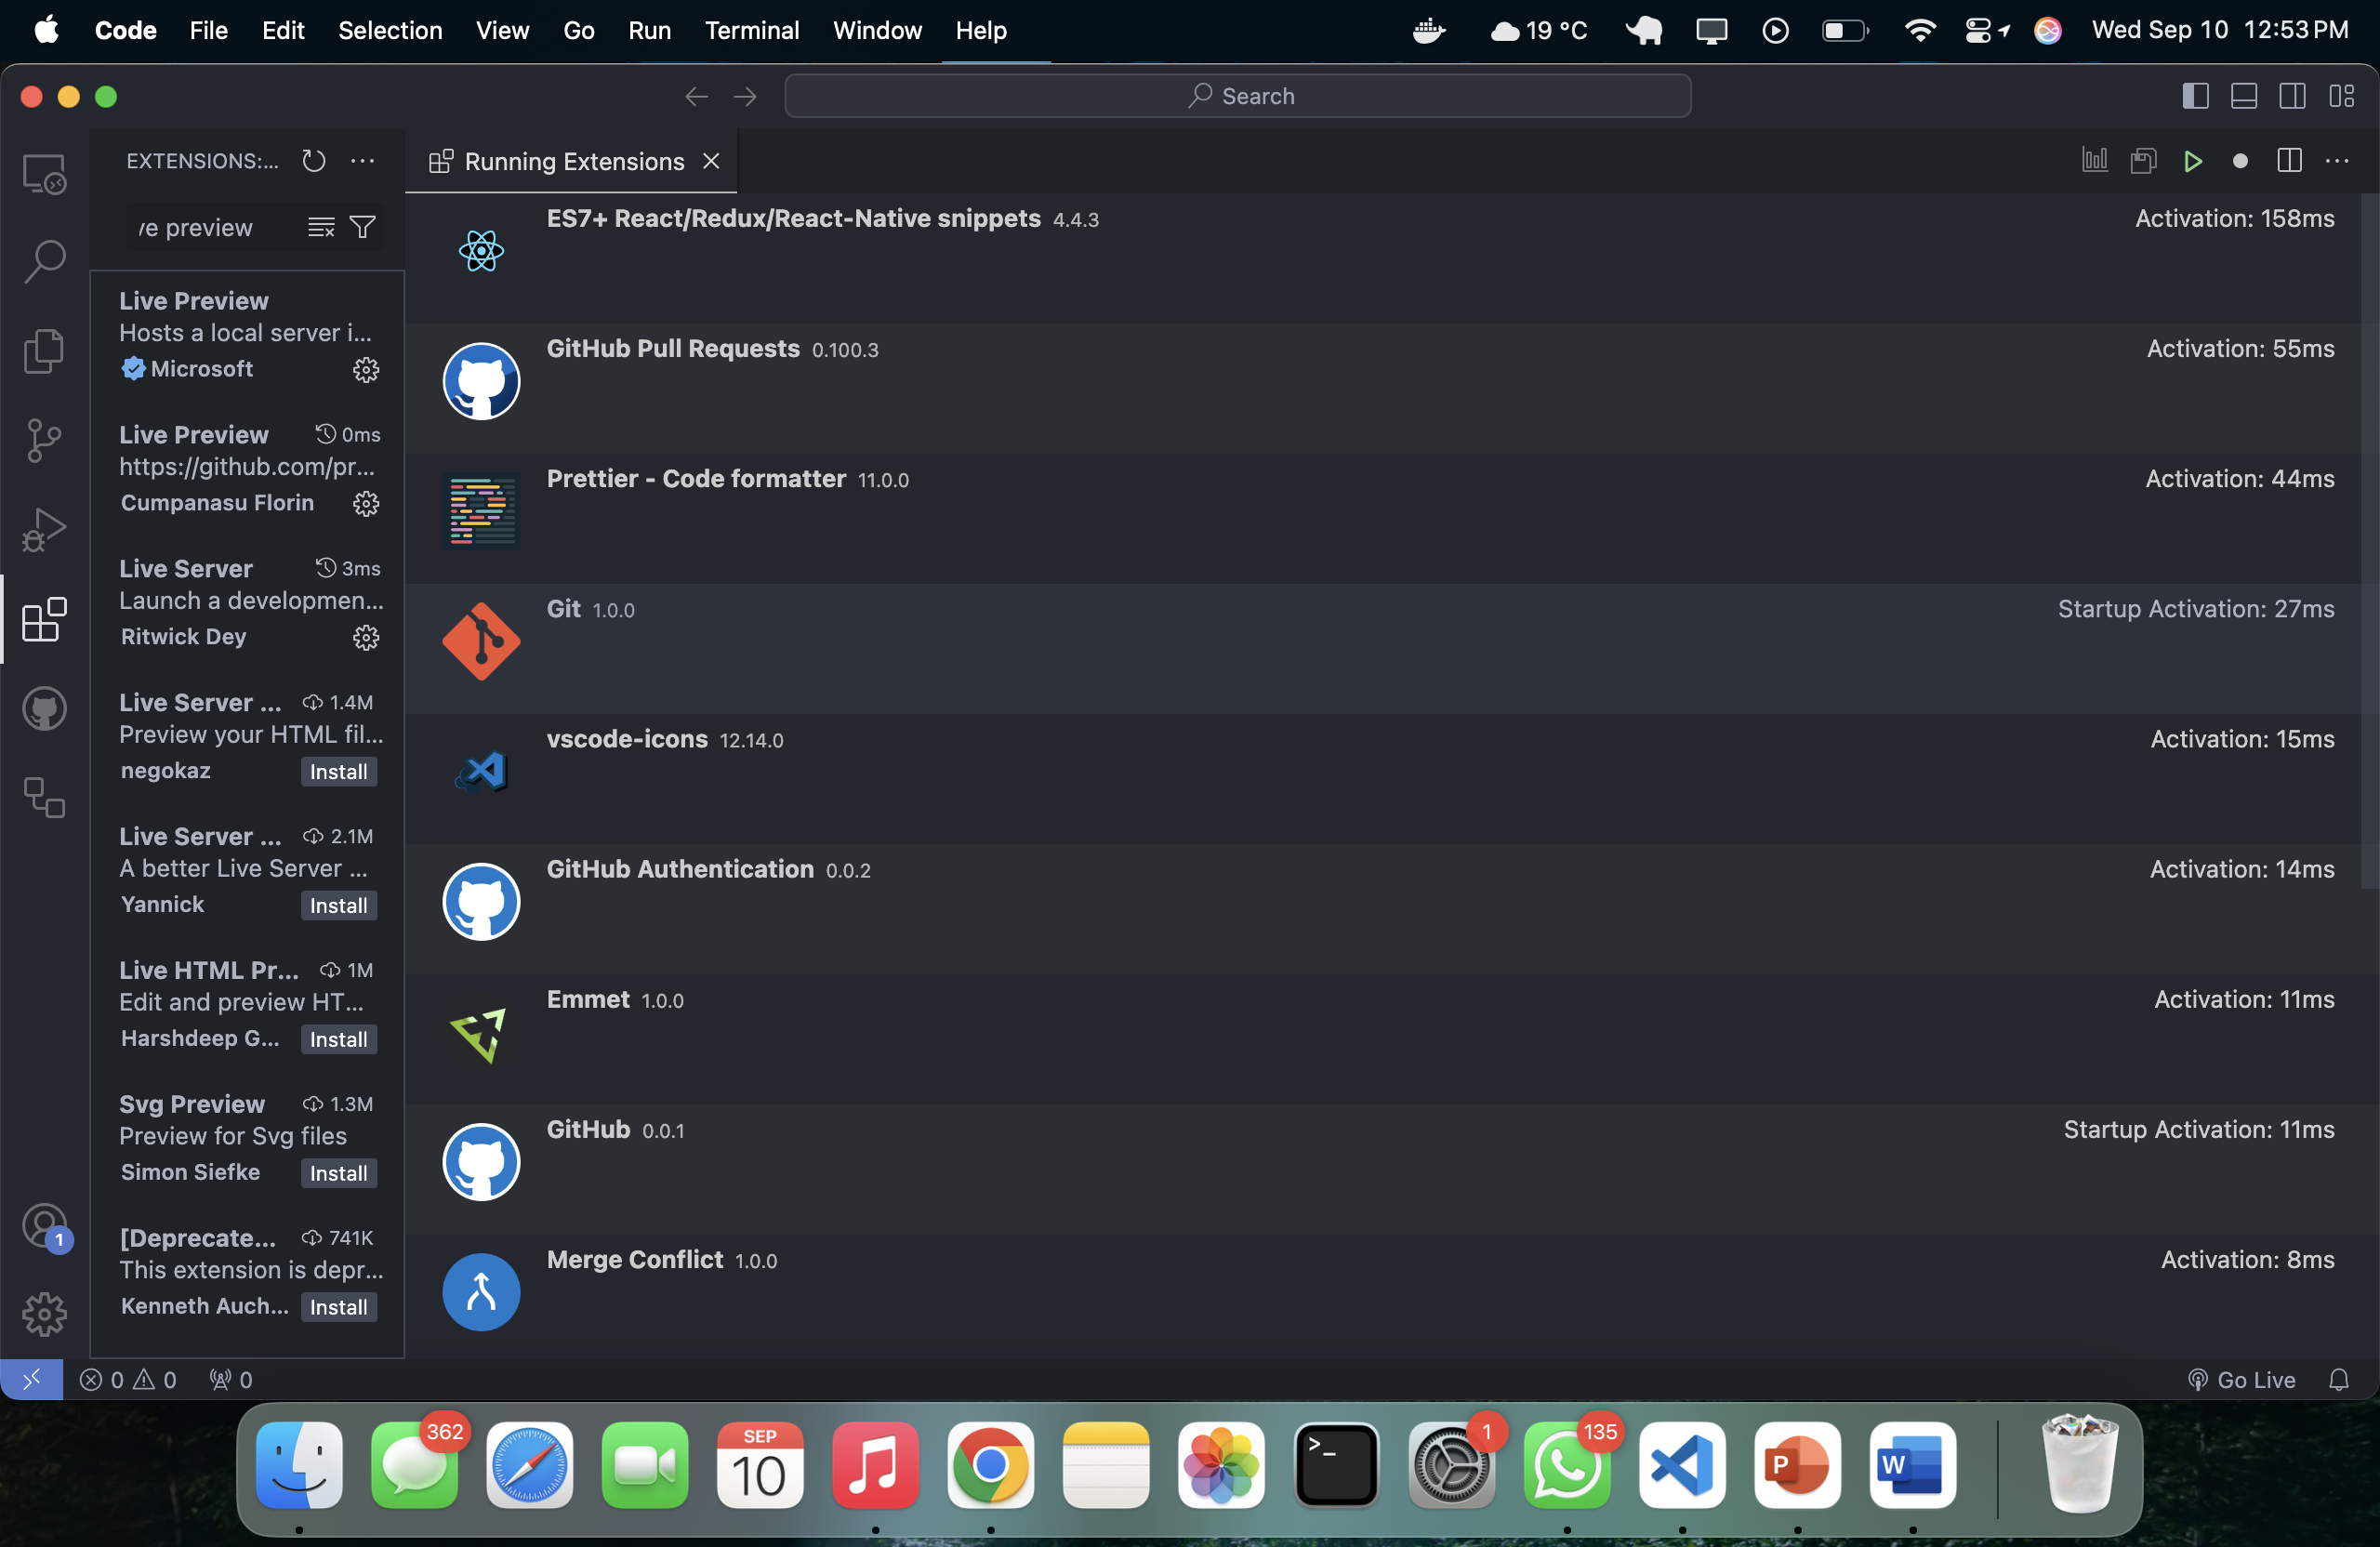 Code File Edit Selection View Go Run Terminal Window Help 19 °C Wed Sep 10 12:53 PM
Search
EXTENSIONS:...
ve preview
Live Preview
Hosts a local server i...
Microsoft
Live Preview 0ms
https://github.com/pr...
Cumpanasu Florin
Live Server 3ms
Launch a developmen...
Ritwick Dey
Live Server ... 1.4M
Preview your HTML fil...
negokaz Install
Live Server ... 2.1M
A better Live Server ...
Yannick Install
Live HTML Pr... 1M
Edit and preview HT...
Harshdeep G... Install
Svg Preview 1.3M
Preview for Svg files
Simon Siefke Install
[Deprecate... 741K
This extension is depr...
Kenneth Auch... Install
1
Running Extensions
ES7+ React/Redux/React-Native snippets 4.4.3 Activation: 158ms
GitHub Pull Requests 0.100.3 Activation: 55ms
Prettier - Code formatter 11.0.0 Activation: 44ms
Git 1.0.0 Startup Activation: 27ms
vscode-icons 12.14.0 Activation: 15ms
GitHub Authentication 0.0.2 Activation: 14ms
Emmet 1.0.0 Activation: 11ms
GitHub 0.0.1 Startup Activation: 11ms
Merge Conflict 1.0.0 Activation: 8ms
0 0 0 Go Live
362
SEP
10
>_
1
135
P
W